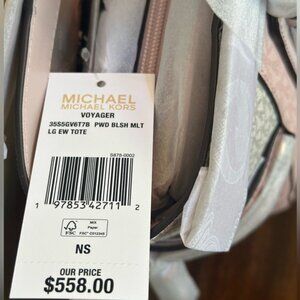 MICHAEL
MICHAEL KORS
VOYAGER
35S5GV6T7B PWD BLSH MLT
LG EW TOTE
S675-0002
1 97853 42711 2
FSC
MIX
Paper
NS
OUR PRICE
$558.00